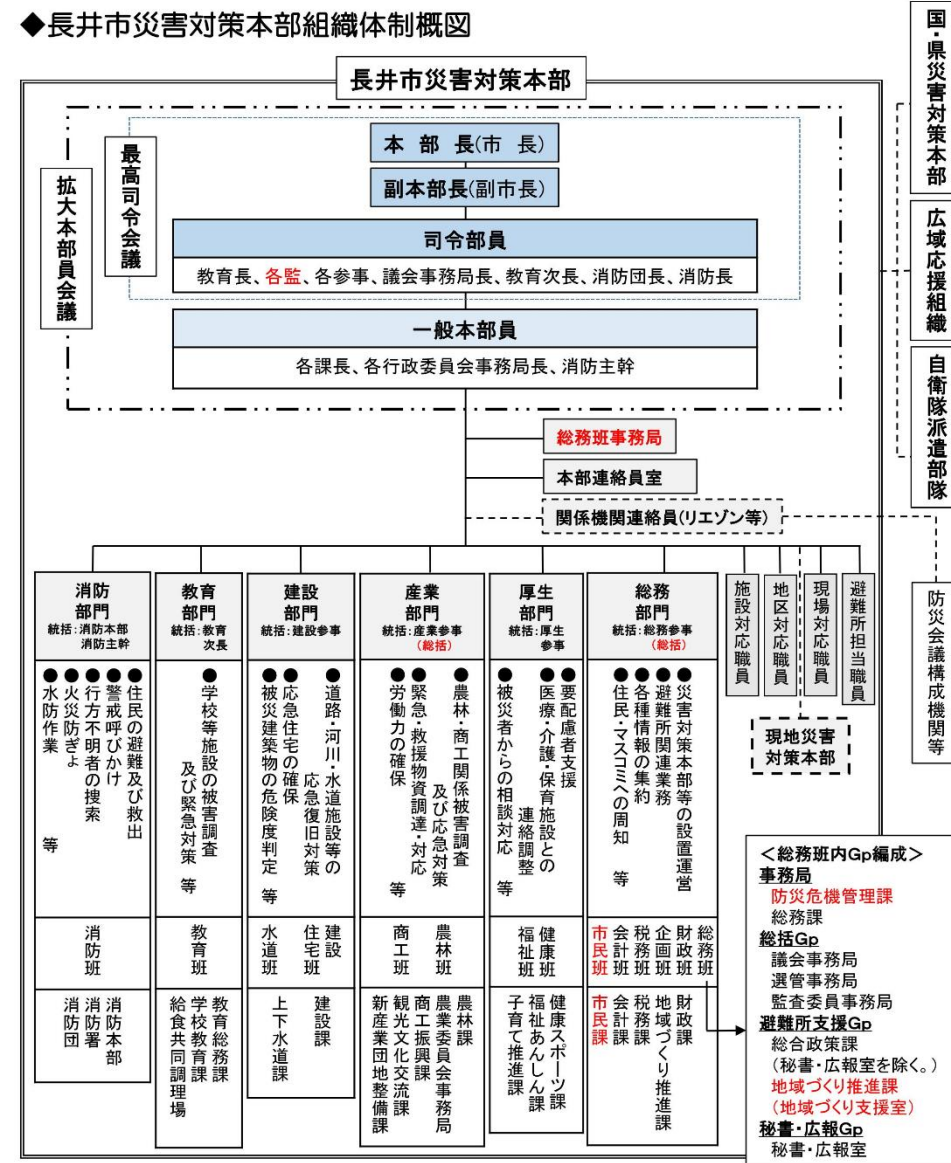 ◆長井市災害対策本部組織体制概図
長井市災害対策本部
国・県災害対策本部
広域応援組織
自衛隊派遣部隊
拡大本部員会議
最高司令会議
本 部 長(市 長)
副本部長(副市長)
司令部員
教育長、各監、各参事、議会事務局長、教育次長、消防団長、消防長
一般本部員
各課長、各行政委員会事務局長、消防主幹
総務班事務局
本部連絡員室
関係機関連絡員(リエゾン等)
防災会議構成機関等
消防
部門
統括:消防本部
消防主幹
●住民の避難及び救出
●警戒呼びかけ
●行方不明者の捜索
●火災防ぎょ
●水防作業 等
消防班
消防本部
消防署
消防団
教育
部門
統括:教育
次長
●学校等施設の被害調査
及び緊急対策 等
教育班
教育総務課
学校教育課
給食共同調理場
建設
部門
統括:建設参事
●道路・河川・水道施設等の
応急復旧対策
●応急住宅の確保
●被災建築物の危険度判定 等
建設
住宅班
水道班
建設課
上下水道課
産業
部門
統括:産業参事
(総括)
●農林・商工関係被害調査
及び応急対策
●緊急・救援物資調達・対応
●労働力の確保 等
農林班
商工班
農林課
農業委員会事務局
商工振興課
観光文化交流課
新産業団地整備課
厚生
部門
統括:厚生
参事
●要配慮者支援
●医療・介護・保育施設との
連絡調整
●被災者からの相談対応 等
健康班
福祉班
健康スポーツ課
福祉あんしん課
子育て推進課
総務
部門
統括:総務参事
(総括)
●災害対策本部等の設置運営
●避難所関連業務
●各種情報の集約
●住民・マスコミへの周知 等
総務班
財政班
企画班
税務班
会計班
市民班
財政課
地域づくり推進課
税務課
会計課
市民課
施設対応職員
地区対応職員
現場対応職員
避難所担当職員
現地災害
対策本部
<総務班内Gp編成>
事務局
防災危機管理課
総務課
総括Gp
議会事務局
選管事務局
監査委員事務局
避難所支援Gp
総合政策課
(秘書・広報室を除く。)
地域づくり推進課
(地域づくり支援室)
秘書・広報Gp
秘書・広報室